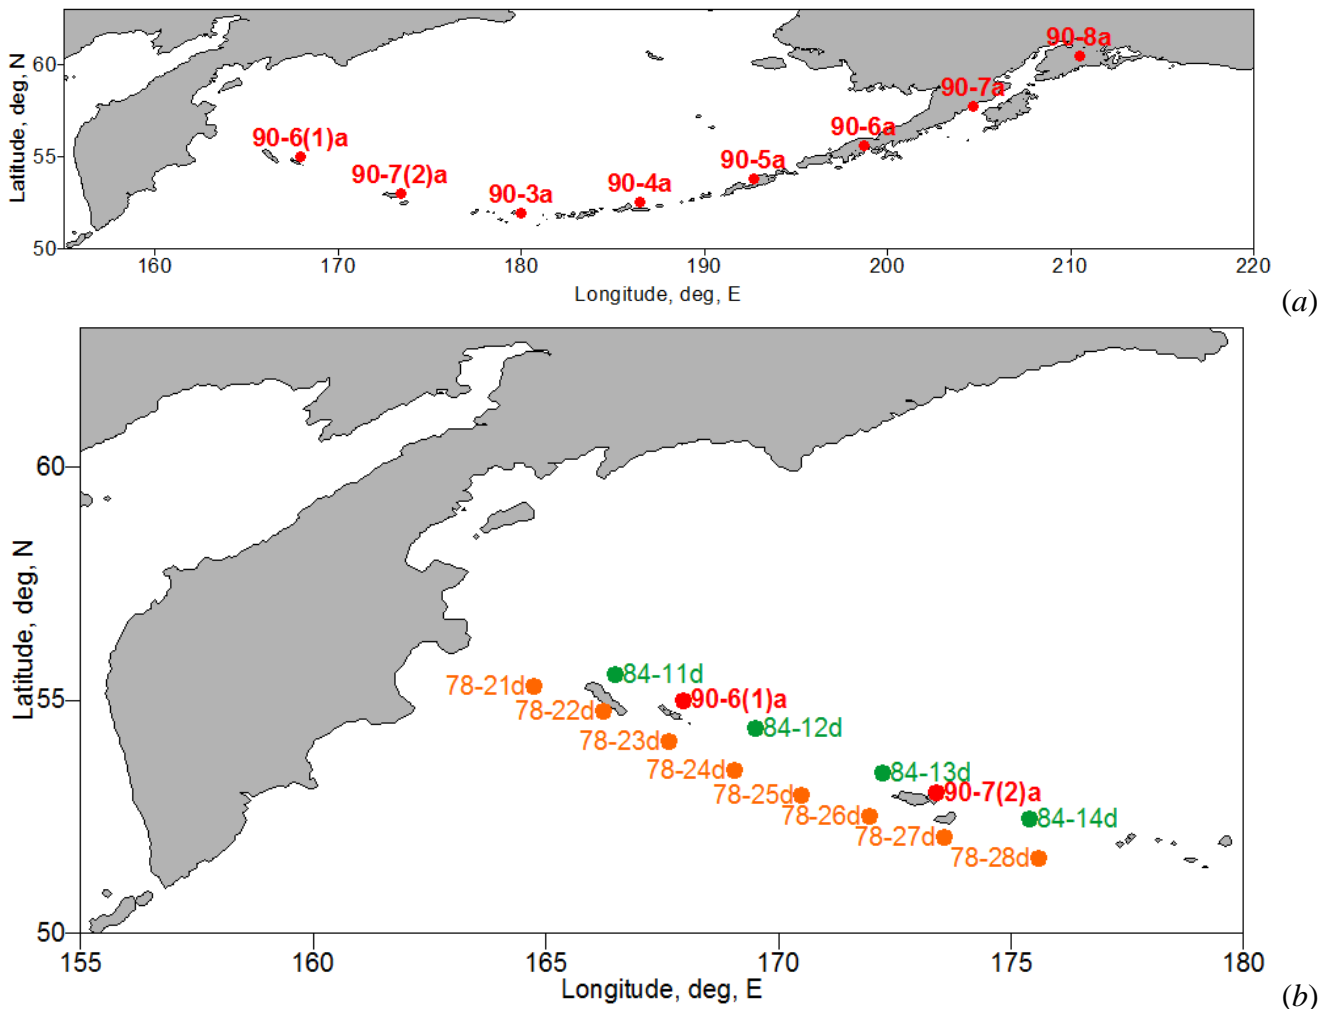 90-8a
60
90-7a
90-6a
90-6(1)a
55
90-5a
90-7(2)a
90-4a
90-3a
50
Latitude, deg, N
160 170 180 190 200 210 220
Longitude, deg, E
(a)
60
84-11d
78-21d
90-6(1)a
55
78-22d
84-12d
78-23d
78-24d
84-13d
90-7(2)a
78-25d
78-26d
84-14d
78-27d
78-28d
50
Latitude, deg, N
155 160 165 170 175 180
Longitude, deg, E
(b)